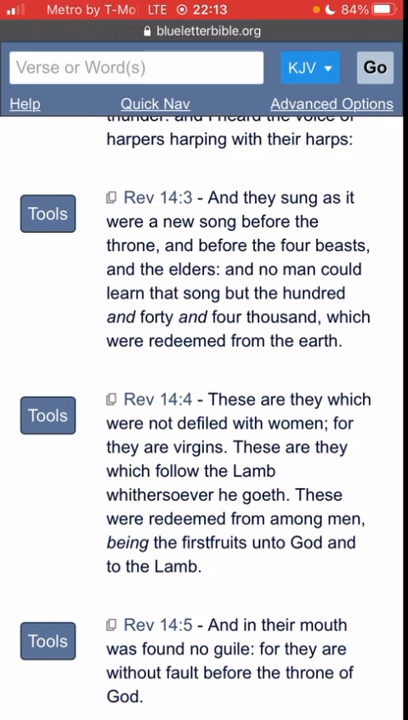 Metro by T-Mo LTE 22:13 84%
blueletterbible.org
Verse or Word(s) KJV Go
Help Quick Nav Advanced Options
thunder: and I heard the voice of
harpers harping with their harps:
Tools
Rev 14:3 - And they sung as it
were a new song before the
throne, and before the four beasts,
and the elders: and no man could
learn that song but the hundred
and forty and four thousand, which
were redeemed from the earth.
Tools
Rev 14:4 - These are they which
were not defiled with women; for
they are virgins. These are they
which follow the Lamb
whithersoever he goeth. These
were redeemed from among men,
being the firstfruits unto God and
to the Lamb.
Tools
Rev 14:5 - And in their mouth
was found no guile: for they are
without fault before the throne of
God.